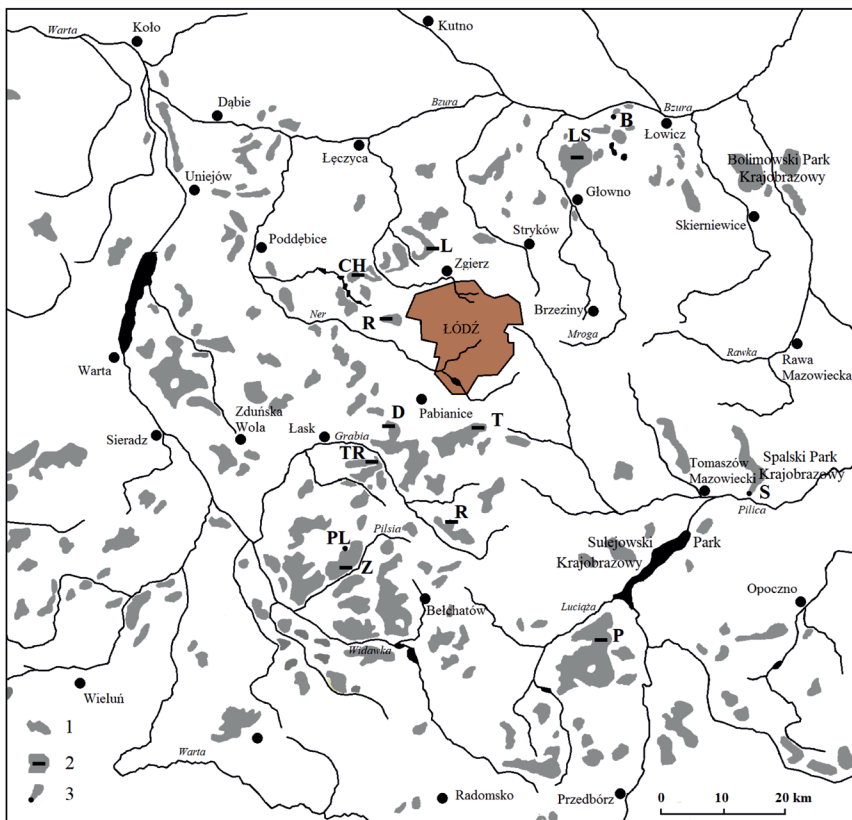 Warta
Koło
Kutno
Dąbie
Bzura
Bzura
B
Łowicz
LS
Łęczyca
Bolimowski Park
Krajobrazowy
Uniejów
Głowno
Skierniewice
Stryków
Poddębice
L
Zgierz
CH
Ner
R
ŁÓDŹ
Brzeziny
Mroga
Rawka
Rawa
Mazowiecka
Warta
Pabianice
D
T
Zduńska
Wola
Łask
Grabia
Sieradz
TR
Tomaszów
Mazowiecki
Spalski Park
Krajobrazowy
S
Pilica
R
Pilsia
PL
Z
Sulejowski
Park
Krajobrazowy
Bełchatów
Luciąża
Opoczno
P
Widawka
Wieluń
1
2
3
Warta
Radomsko
Przedbórz
0 10 20 km